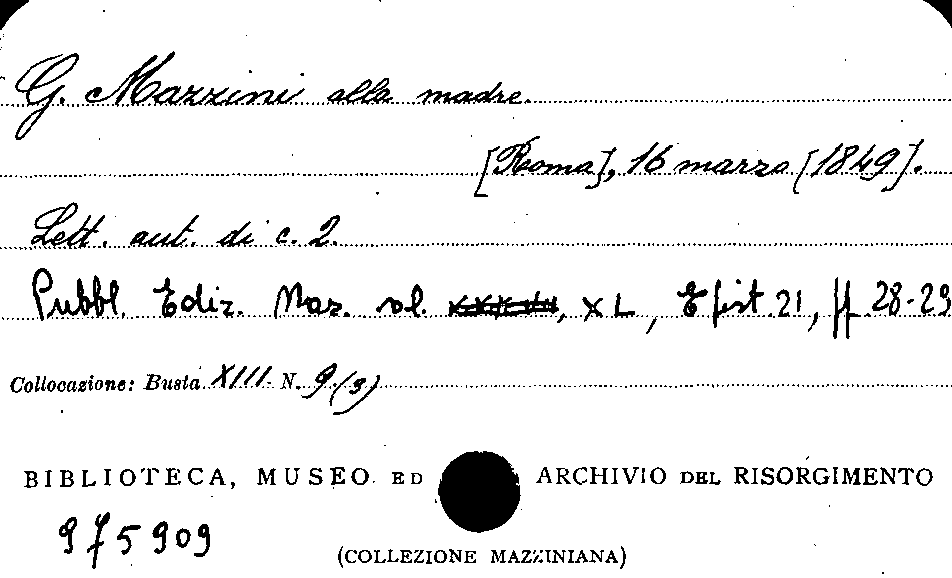 G. Mazzini alla madre.
[Roma], 16 marzo [1849].
Lett. aut. di c. 2.
Pubbl. Ediz. Naz. vol. XL, Epist. 21, pp. 28-29
Collocazione: Busta XIII. N. 9 (3)
BIBLIOTECA, MUSEO ED ARCHIVIO DEL RISORGIMENTO
975909
(COLLEZIONE MAZZINIANA)